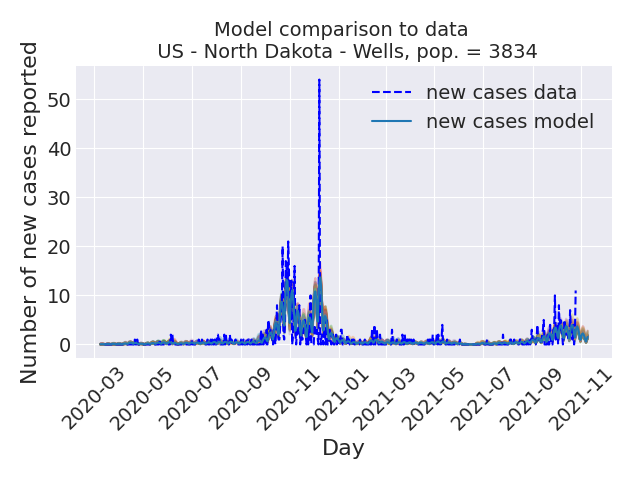 Model comparison to data
US - North Dakota - Wells, pop. = 3834
new cases data
new cases model
Number of new cases reported
50
40
30
20
10
0
2020-03
2020-05
2020-07
2020-09
2020-11
2021-01
2021-03
2021-05
2021-07
2021-09
2021-11
Day